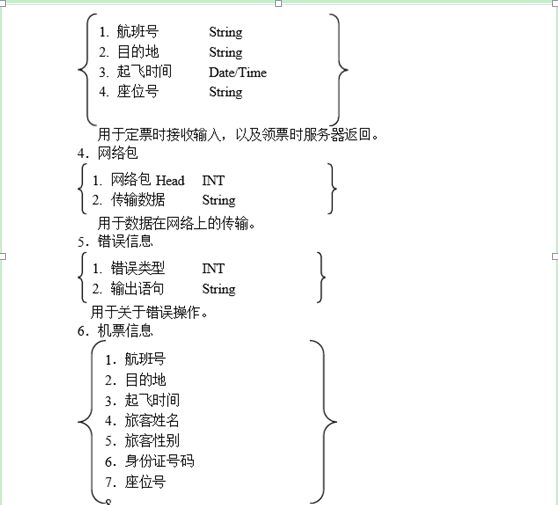 1. 航班号 String
2. 目的地 String
3. 起飞时间 Date/Time
4. 座位号 String
用于定票时接收输入，以及领票时服务器返回。
4．网络包
1. 网络包 Head INT
2. 传输数据 String
用于数据在网络上的传输。
5．错误信息
1. 错误类型 INT
2. 输出语句 String
用于关于错误操作。
6．机票信息
1．航班号
2．目的地
3．起飞时间
4．旅客姓名
5．旅客性别
6．身份证号码
7．座位号